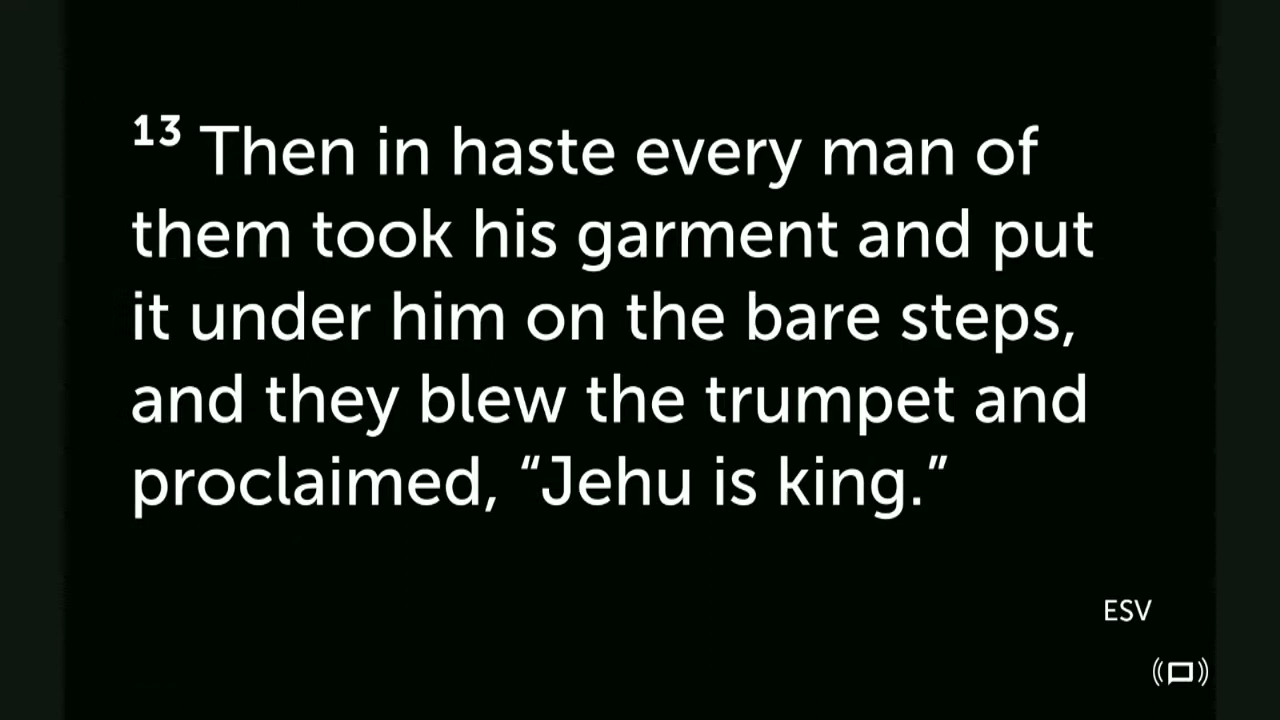 13 Then in haste every man of
them took his garment and put
it under him on the bare steps,
and they blew the trumpet and
proclaimed, “Jehu is king.”
ESV